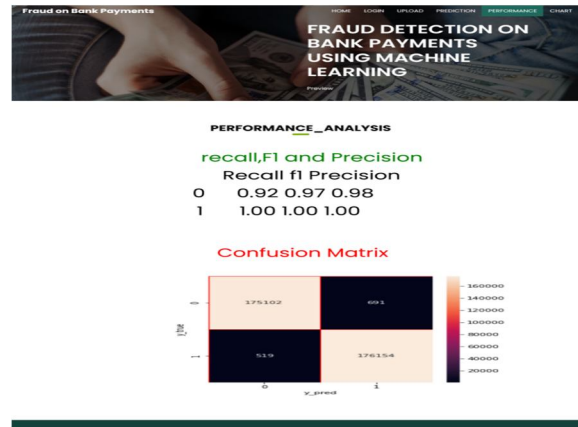 Fraud on Bank Payments
HOME LOGIN UPLOAD PREDICTION PERFORMANCE CHART
FRAUD DETECTION ON
BANK PAYMENTS
USING MACHINE
LEARNING
Preview
PERFORMANCE_ANALYSIS
recall,F1 and Precision
Recall f1 Precision
0 0.92 0.97 0.98
1 1.00 1.00 1.00
Confusion Matrix
0 175102 691
1 519 176154
y_true
0 1
y_pred
160000
140000
120000
100000
80000
60000
40000
20000